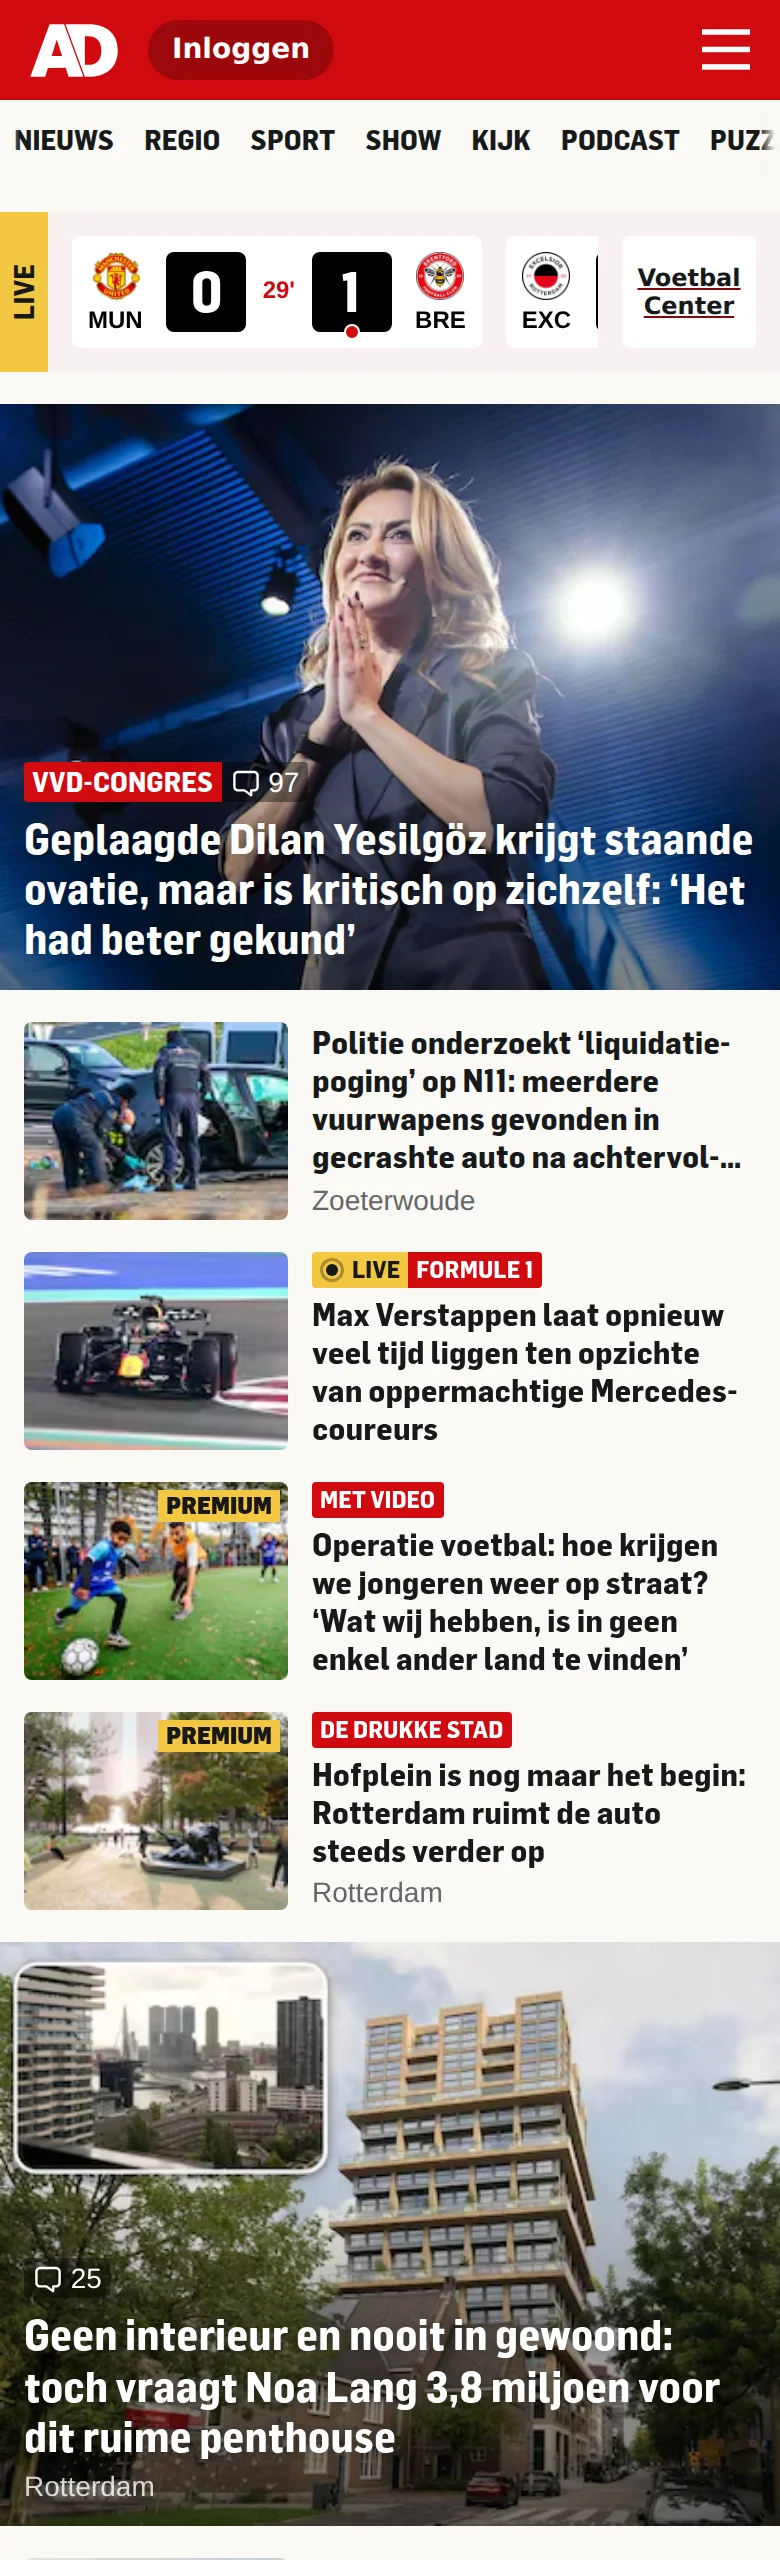 AD
Inloggen
NIEUWS REGIO SPORT SHOW KIJK PODCAST PUZZ
LIVE
MUN
0
29'
1
BRE
EXC
Voetbal
Center
VVD-CONGRES
97
Geplaagde Dilan Yesilgöz krijgt staande
ovatie, maar is kritisch op zichzelf: ‘Het
had beter gekund’
Politie onderzoekt ‘liquidatie-
poging’ op N11: meerdere
vuurwapens gevonden in
gecrashte auto na achtervol-...
Zoeterwoude
LIVE FORMULE 1
Max Verstappen laat opnieuw
veel tijd liggen ten opzichte
van oppermachtige Mercedes-
coureurs
PREMIUM
MET VIDEO
Operatie voetbal: hoe krijgen
we jongeren weer op straat?
‘Wat wij hebben, is in geen
enkel ander land te vinden’
PREMIUM
DE DRUKKE STAD
Hofplein is nog maar het begin:
Rotterdam ruimt de auto
steeds verder op
Rotterdam
25
Geen interieur en nooit in gewoond:
toch vraagt Noa Lang 3,8 miljoen voor
dit ruime penthouse
Rotterdam